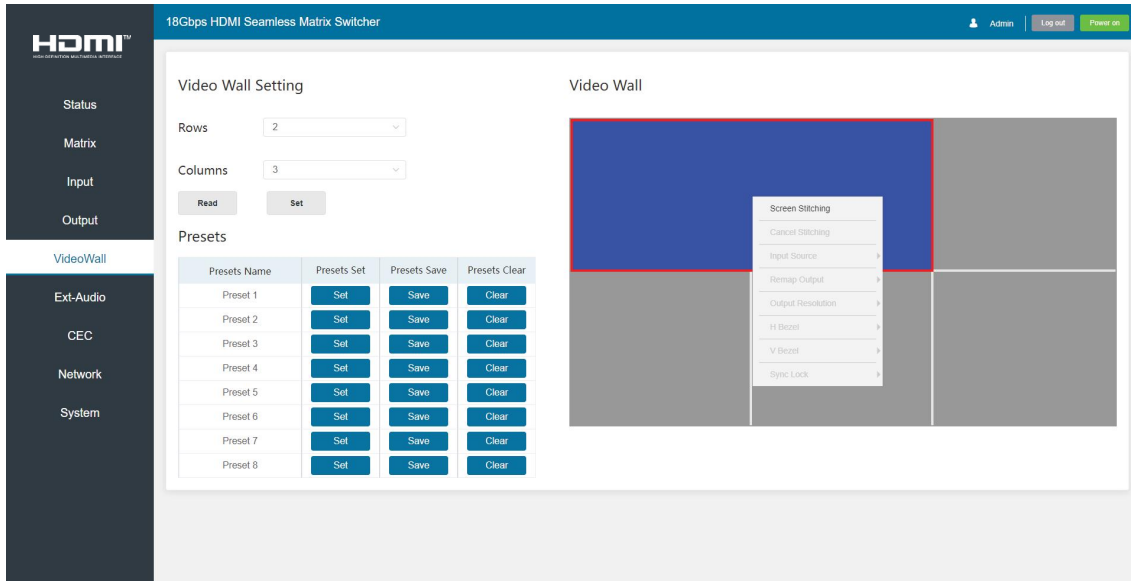 HDMI™
HIGH DEFINITION MULTIMEDIA INTERFACE
18Gbps HDMI Seamless Matrix Switcher
Admin
Log out
Power on
Status
Matrix
Input
Output
VideoWall
Ext-Audio
CEC
Network
System
Video Wall Setting
Rows 2
Columns 3
Read Set
Presets
Presets Name Presets Set Presets Save Presets Clear
Preset 1 Set Save Clear
Preset 2 Set Save Clear
Preset 3 Set Save Clear
Preset 4 Set Save Clear
Preset 5 Set Save Clear
Preset 6 Set Save Clear
Preset 7 Set Save Clear
Preset 8 Set Save Clear
Video Wall
Screen Stitching
Cancel Stitching
Input Source
Remap Output
Output Resolution
H Bezel
V Bezel
Sync Lock